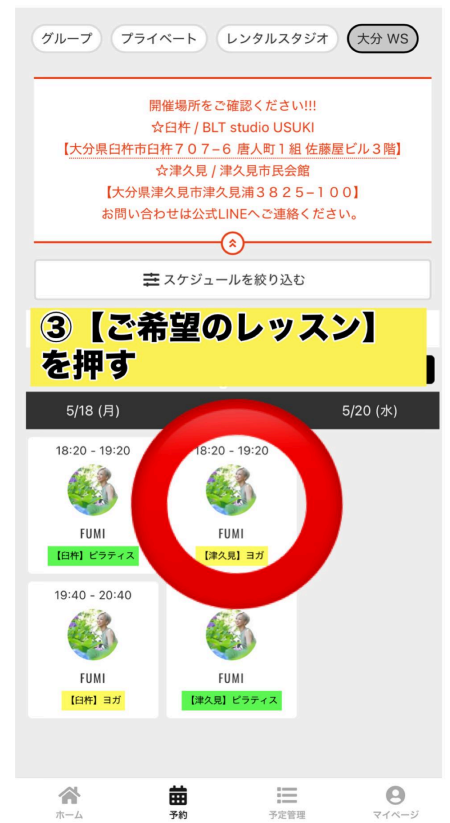 グループ
プライベート
レンタルスタジオ
大分 WS
開催場所をご確認ください!!!
☆臼杵 / BLT studio USUKI
【大分県臼杵市臼杵７０７−６ 唐人町１組 佐藤屋ビル３階】
☆津久見 / 津久見市民会館
【大分県津久見市津久見浦３８２５−１００】
お問い合わせは公式LINEへご連絡ください。
スケジュールを絞り込む
③【ご希望のレッスン】
を押す
5/18 (月)
5/20 (水)
18:20 - 19:20
FUMI
【臼杵】ピラティス
18:20 - 19:20
FUMI
【津久見】ヨガ
19:40 - 20:40
FUMI
【臼杵】ヨガ
FUMI
【津久見】ピラティス
ホーム
予約
予定管理
マイページ